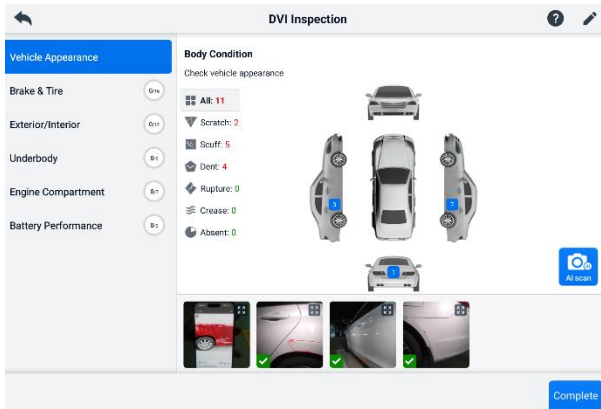 DVI Inspection
?
Vehicle Appearance
Brake & Tire
Exterior/Interior
Underbody
Engine Compartment
Battery Performance
Body Condition
Check vehicle appearance
All: 11
Scratch: 2
Scuff: 5
Dent: 4
Rupture: 0
Crease: 0
Absent: 0
3
7
1
AI scan
Complete